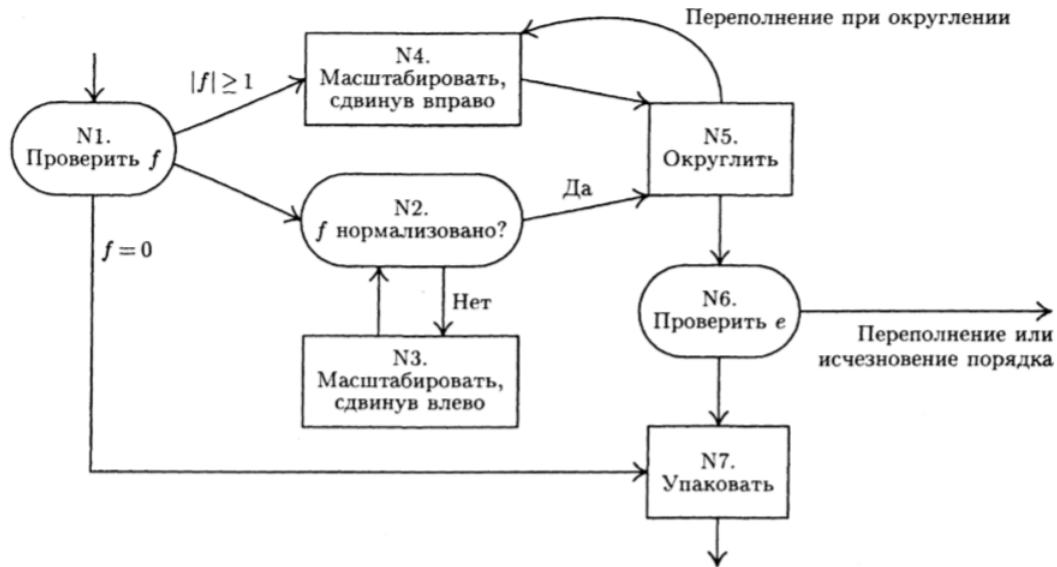 Переполнение при округлении
N4.
Масштабировать,
сдвинув вправо
|f| ≥ 1
N1.
Проверить f
N5.
Округлить
Да
N2.
f нормализовано?
f = 0
Нет
N6.
Проверить e
Переполнение или
исчезновение порядка
N3.
Масштабировать,
сдвинув влево
N7.
Упаковать